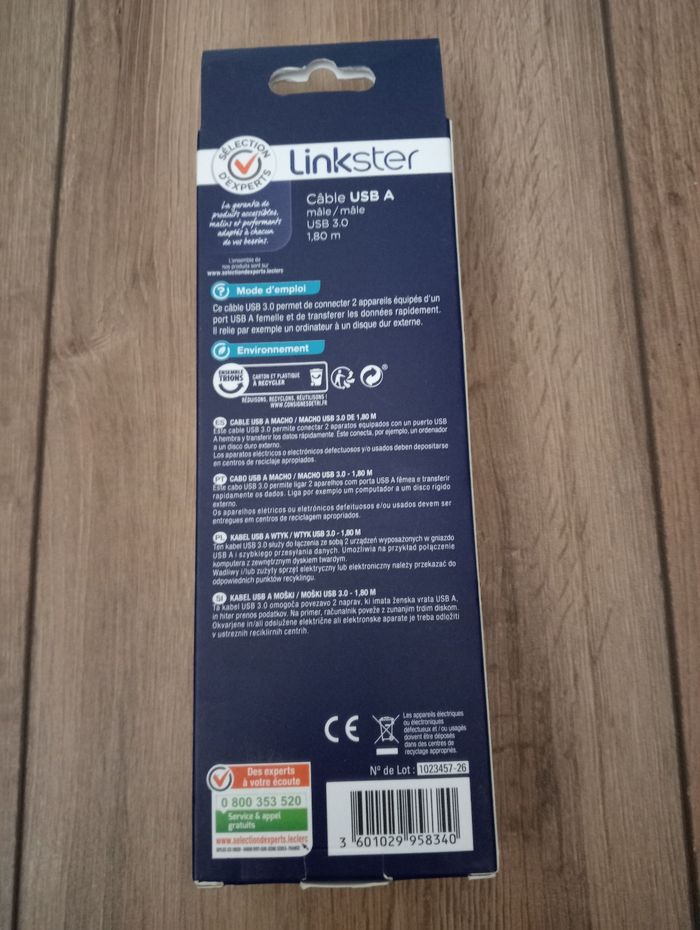 SÉLECTION
D'EXPERTS
Linkster
La garantie de
produits accessibles,
malins et performants
adaptés à chacun
de vos besoins.
Câble USB A
mâle / mâle
USB 3.0
1,80 m
L'ensemble de
nos produits sont sur
www.selectiondexperts.leclerc
Mode d'emploi
Ce câble USB 3.0 permet de connecter 2 appareils équipés d'un
port USB A femelle et de transférer les données rapidement.
Il relie par exemple un ordinateur à un disque dur externe.
Environnement
ENSEMBLE
TRIONS
CARTON ET PLASTIQUE
À RECYCLER
RÉDUISONS, RECYCLONS, RÉUTILISONS !
WWW.CONSIGNESDETRI.FR
ES CABLE USB A MACHO / MACHO USB 3.0 DE 1,80 M
Este cable USB 3.0 permite conectar 2 aparatos equipados con un puerto USB
A hembra y transferir los datos rápidamente. Este conecta, por ejemplo, un ordenador
a un disco duro externo.
Los aparatos eléctricos o electrónicos defectuosos y/o usados deben depositarse
en centros de reciclaje apropiados.
PT CABO USB A MACHO / MACHO USB 3.0 - 1,80 M
Este cabo USB 3.0 permite ligar 2 aparelhos com porta USB A fêmea e transferir
rapidamente os dados. Liga por exemplo um computador a um disco rígido
externo.
Os aparelhos elétricos ou eletrónicos defeituosos e/ou usados devem ser
entregues em centros de reciclagem apropriados.
PL KABEL USB A WTYK / WTYK USB 3.0 - 1,80 M
Ten kabel USB 3.0 służy do łączenia ze sobą 2 urządzeń wyposażonych w gniazdo
USB A i szybkiego przesyłania danych. Umożliwia na przykład połączenie
komputera z zewnętrznym dyskiem twardym.
Wadliwy i/lub zużyty sprzęt elektryczny lub elektroniczny należy przekazać do
odpowiednich punktów recyklingu.
SI KABEL USB A MOŠKI / MOŠKI USB 3.0 - 1,80 M
Ta kabel USB 3.0 omogoča povezavo 2 naprav, ki imata ženska vrata USB A,
in hiter prenos podatkov. Na primer, računalnik poveže z zunanjim trdim diskom.
Okvarjene in/ali odslužene električne ali elektronske aparate je treba odložiti
v ustreznih reciklirnih centrih.
CE
Les appareils électriques
ou électroniques
défectueux et / ou usagés
doivent être déposés
dans des centres de
recyclage appropriés.
N° de Lot : 1023457-26
Des experts
à votre écoute
0 800 353 520
Service & appel
gratuits
www.selectiondexperts.leclerc
3 601029 958340